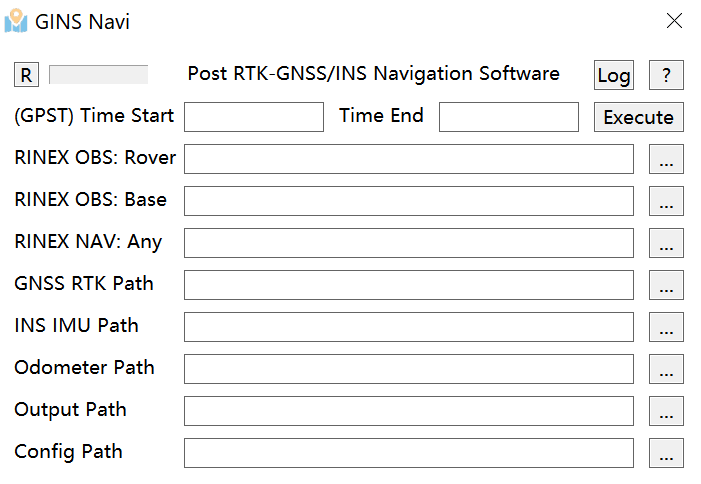 GINS Navi
R Post RTK-GNSS/INS Navigation Software Log ?
(GPST) Time Start Time End Execute
RINEX OBS: Rover ...
RINEX OBS: Base ...
RINEX NAV: Any ...
GNSS RTK Path ...
INS IMU Path ...
Odometer Path ...
Output Path ...
Config Path ...